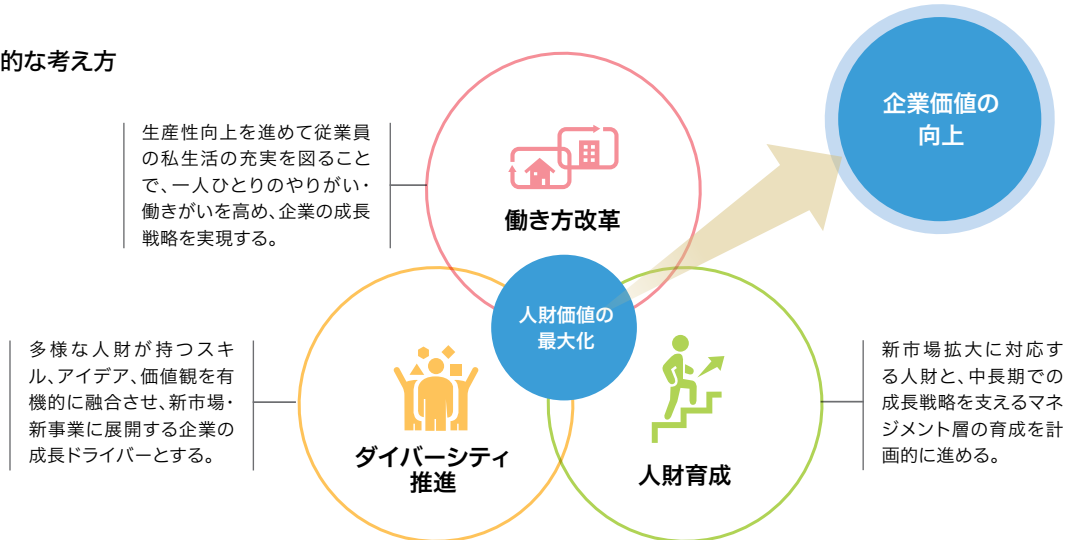 的な考え方
企業価値の
向上
生産性向上を進めて従業員
の私生活の充実を図ること
で、一人ひとりのやりがい・
働きがいを高め、企業の成長
戦略を実現する。
働き方改革
人財価値の
最大化
多様な人財が持つスキ
ル、アイデア、価値観を有
機的に融合させ、新市場・
新事業に展開する企業の
成長ドライバーとする。
ダイバーシティ
推進
人財育成
新市場拡大に対応す
る人財と、中長期での
成長戦略を支えるマネ
ジメント層の育成を計
画的に進める。